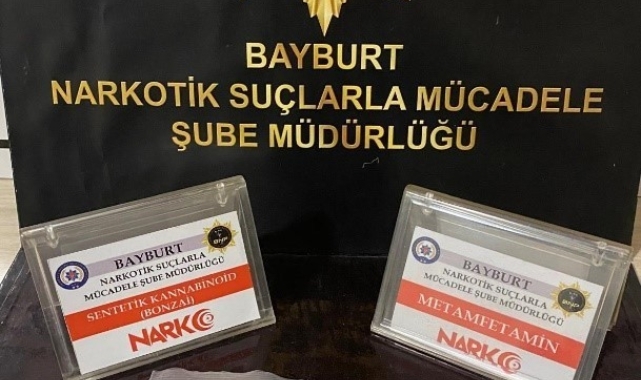 BAYBURT
NARKOTİK SUÇLARLA MÜCADELE
ŞUBE MÜDÜRLÜĞÜ
BAYBURT
NARKOTİK SUÇLARLA
MÜCADELE ŞUBE MÜDÜRLÜĞÜ
SENTETİK KANNABİNOİD
(BONZAİ)
NARKO
BAYBURT
NARKOTİK SUÇLARLA
MÜCADELE ŞUBE MÜDÜRLÜĞÜ
METAMFETAMİN
NARKO